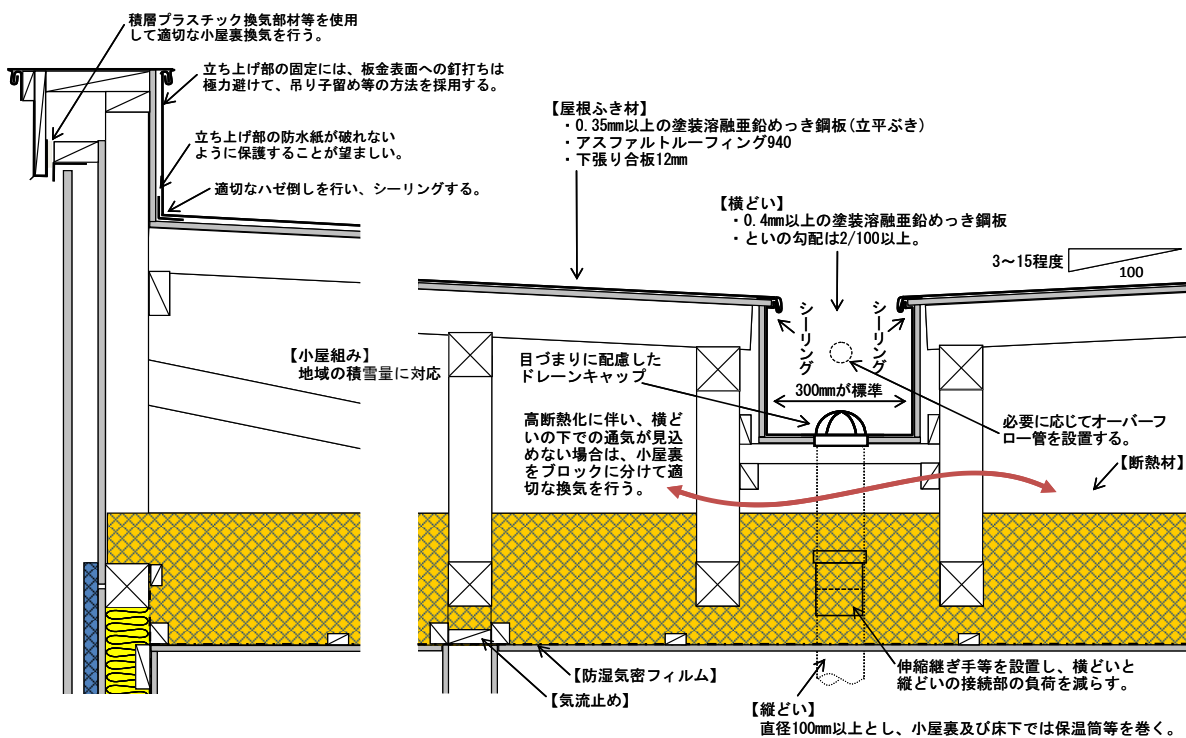 積層プラスチック換気部材等を使用
して適切な小屋裏換気を行う。
立ち上げ部の固定には、板金表面への釘打ちは
極力避けて、吊り子留め等の方法を採用する。
立ち上げ部の防水紙が破れない
ように保護することが望ましい。
適切なハゼ倒しを行い、シーリングする。
【屋根ふき材】
・0.35mm以上の塗装溶融亜鉛めっき鋼板(立平ぶき)
・アスファルトルーフィング940
・下張り合板12mm
【横どい】
・0.4mm以上の塗装溶融亜鉛めっき鋼板
・といの勾配は2/100以上。
3～15程度
100
シーリング
シーリング
【小屋組み】
地域の積雪量に対応
目づまりに配慮した
ドレーンキャップ
300mmが標準
高断熱化に伴い、横ど
いの下での通気が見込
めない場合は、小屋裏
をブロックに分けて適
切な換気を行う。
必要に応じてオーバーフ
ロー管を設置する。
【断熱材】
【防湿気密フィルム】
【気流止め】
伸縮継ぎ手等を設置し、横どいと
縦どいの接続部の負荷を減らす。
【縦どい】
直径100mm以上とし、小屋裏及び床下では保温筒等を巻く。